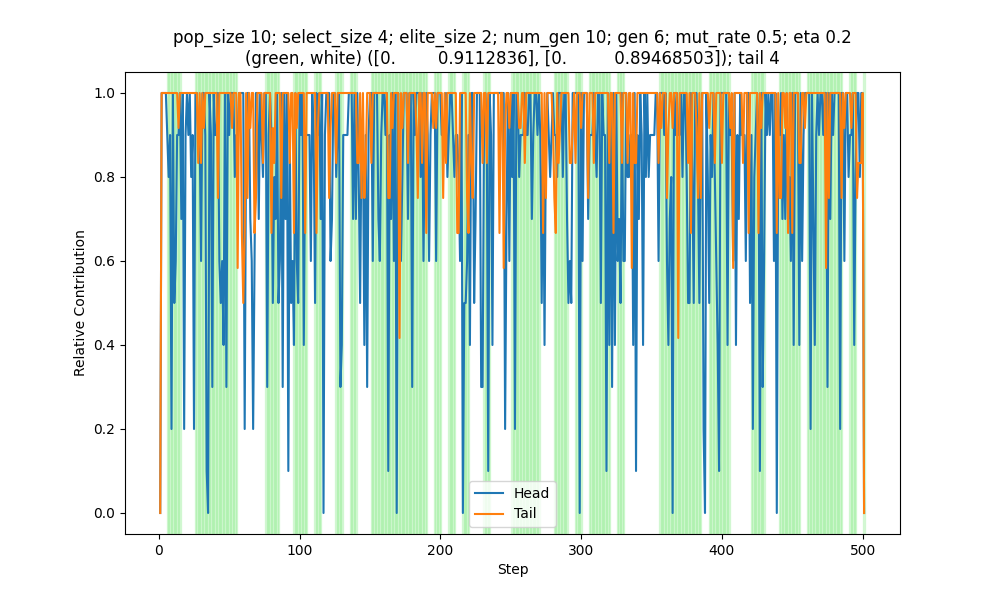 pop_size 10; select_size 4; elite_size 2; num_gen 10; gen 6; mut_rate 0.5; eta 0.2
(green, white) ([0. 0.9112836], [0. 0.89468503]); tail 4
1.0
0.8
0.6
0.4
0.2
0.0
Relative Contribution
Head
Tail
0 100 200 300 400 500
Step